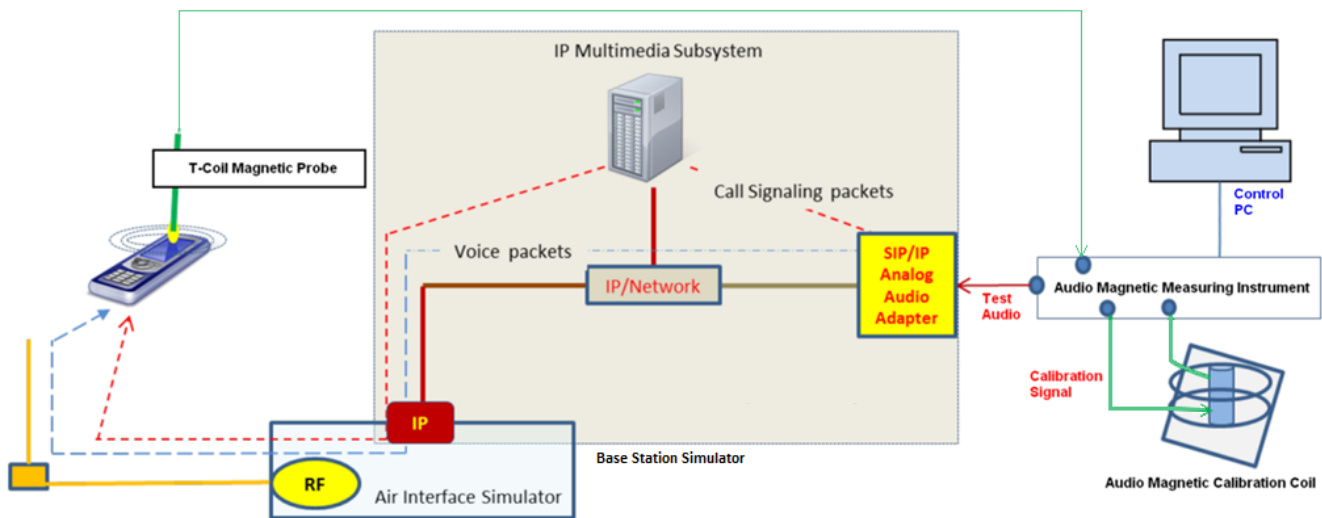 IP Multimedia Subsystem
T-Coil Magnetic Probe
Call Signaling packets
Control
PC
Voice packets
SIP/IP
Analog
Audio
Adapter
IP/Network
Test
Audio
Audio Magnetic Measuring Instrument
Calibration
Signal
IP
Base Station Simulator
RF
Air Interface Simulator
Audio Magnetic Calibration Coil